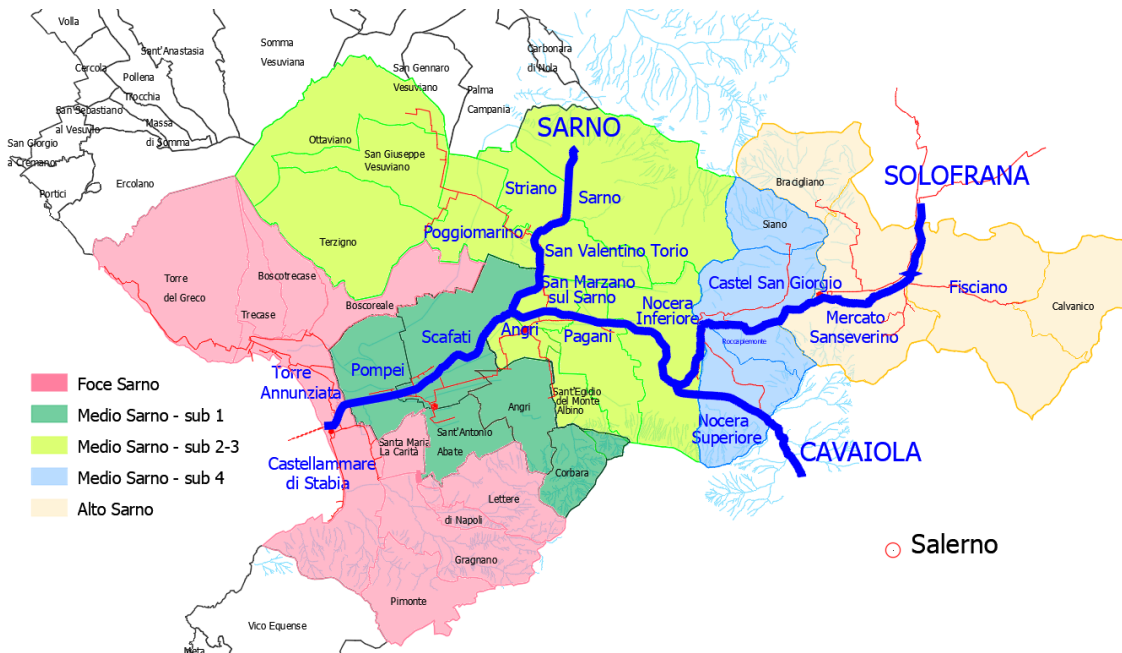 Volla
Sant'Anastasia
Somma
Vesuviana
Carbonara
di Nola
Cercola
Pollena
Trocchia
San Gennaro
Vesuviano
Palma
Campania
San Sebastiano
al Vesuvio
Massa
di Somma
San Giorgio
a Cremano
Portici
Ercolano
SARNO
Ottaviano
San Giuseppe
Vesuviano
Striano
Sarno
Bracigliano
SOLOFRANA
Siano
Terzigno
Poggiomarino
San Valentino Torio
Torre
del Greco
Boscotrecase
Trecase
Boscoreale
San Marzano
sul Sarno
Nocera
Inferiore
Castel San Giorgio
Fisciano
Calvanico
Mercato
Sanseverino
Scafati
Angri
Pagani
Roccapiemonte
Pompei
Torre
Annunziata
Sant'Egidio
del Monte
Albino
Angri
Nocera
Superiore
CAVAIOLA
Santa Maria
La Carità
Sant'Antonio
Abate
Castellammare
di Stabia
Corbara
Lettere
di Napoli
Gragnano
Pimonte
Vico Equense
Meta
Salerno
Foce Sarno
Medio Sarno - sub 1
Medio Sarno - sub 2-3
Medio Sarno - sub 4
Alto Sarno